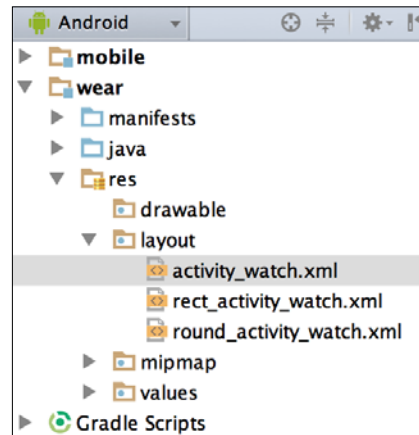 Android
mobile
wear
manifests
java
res
drawable
layout
activity_watch.xml
rect_activity_watch.xml
round_activity_watch.xml
mipmap
values
Gradle Scripts